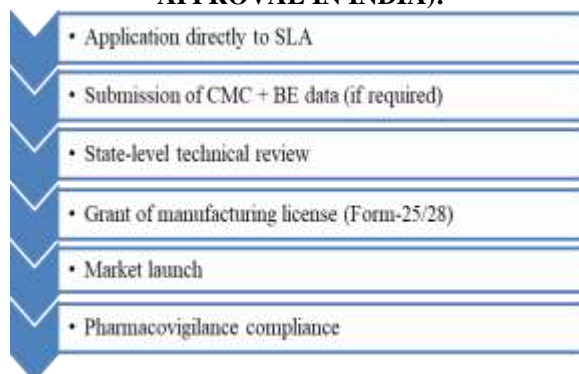 APPROVAL IN INDIA):
• Application directly to SLA
• Submission of CMC + BE data (if required)
• State-level technical review
• Grant of manufacturing license (Form-25/28)
• Market launch
• Pharmacovigilance compliance